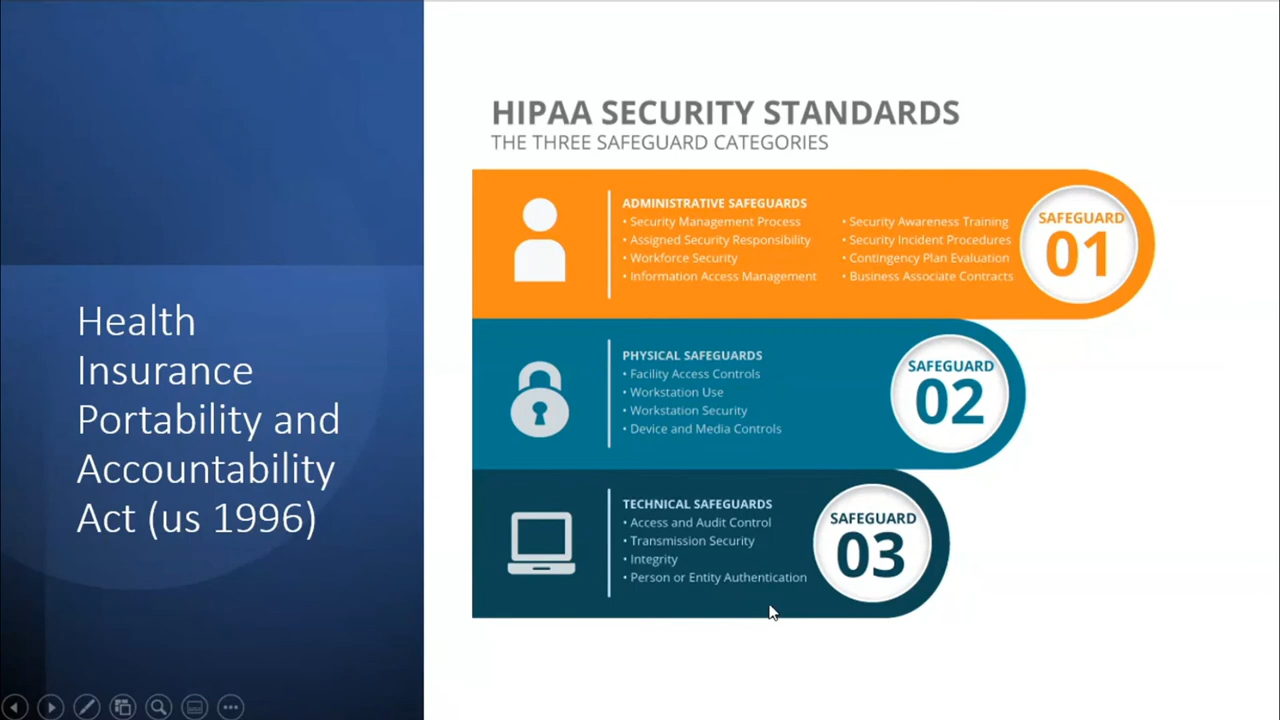 Health
Insurance
Portability and
Accountability
Act (us 1996)
HIPAA SECURITY STANDARDS
THE THREE SAFEGUARD CATEGORIES
ADMINISTRATIVE SAFEGUARDS
• Security Management Process
• Assigned Security Responsibility
• Workforce Security
• Information Access Management
• Security Awareness Training
• Security Incident Procedures
• Contingency Plan Evaluation
• Business Associate Contracts
SAFEGUARD
01
PHYSICAL SAFEGUARDS
• Facility Access Controls
• Workstation Use
• Workstation Security
• Device and Media Controls
SAFEGUARD
02
TECHNICAL SAFEGUARDS
• Access and Audit Control
• Transmission Security
• Integrity
• Person or Entity Authentication
SAFEGUARD
03